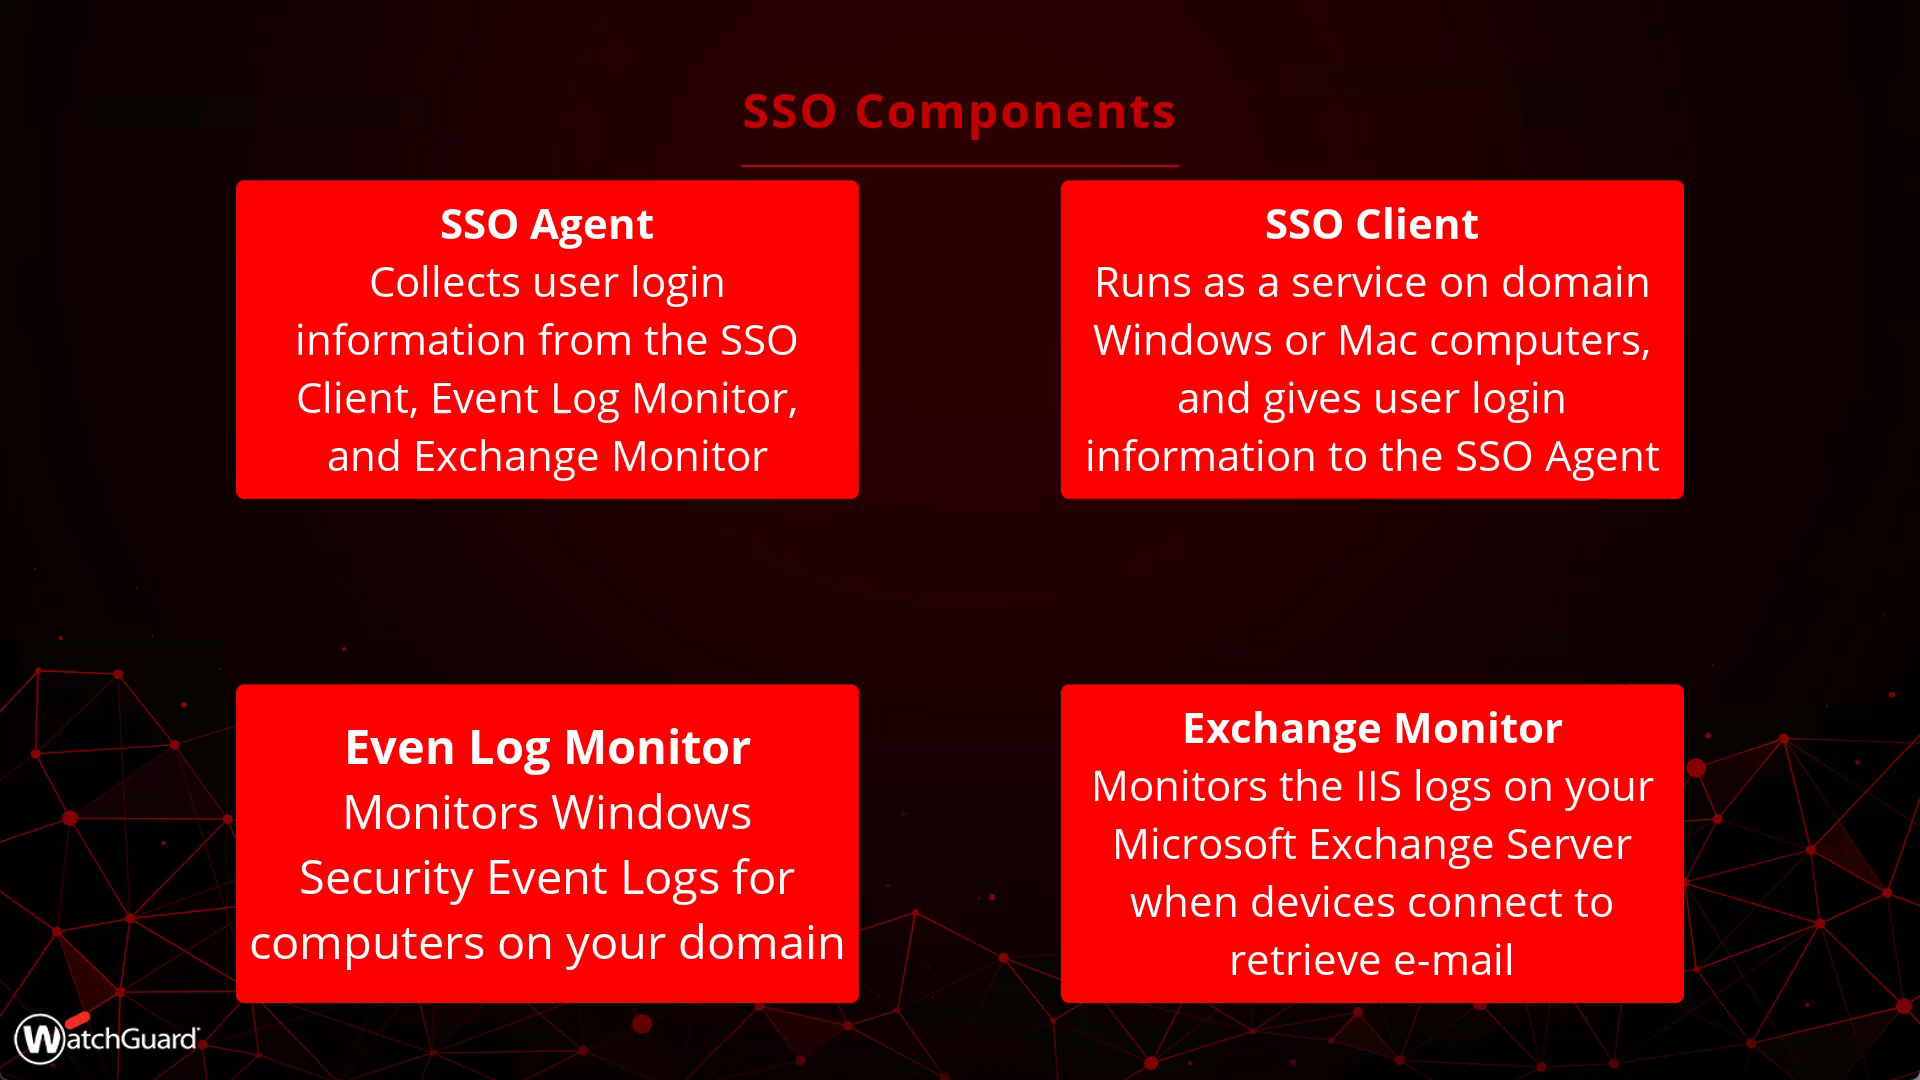 SSO Components
SSO Agent
Collects user login
information from the SSO
Client, Event Log Monitor,
and Exchange Monitor
SSO Client
Runs as a service on domain
Windows or Mac computers,
and gives user login
information to the SSO Agent
Even Log Monitor
Monitors Windows
Security Event Logs for
computers on your domain
Exchange Monitor
Monitors the IIS logs on your
Microsoft Exchange Server
when devices connect to
retrieve e-mail
WatchGuard